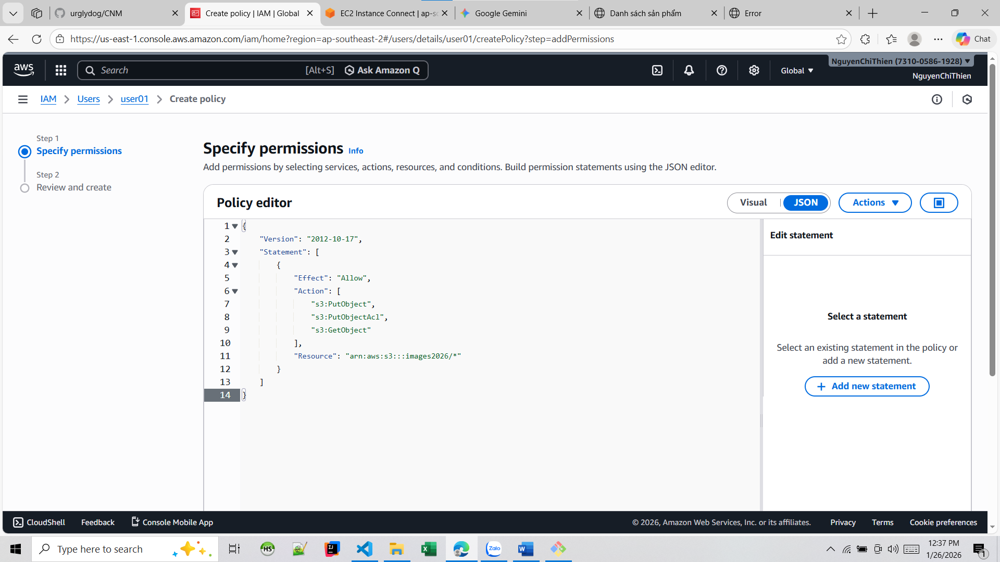 urglydog/CNM
Create policy | IAM | Global
EC2 Instance Connect | ap-so
Google Gemini
Danh sách sản phẩm
Error
https://us-east-1.console.aws.amazon.com/iam/home?region=ap-southeast-2#/users/details/user01/createPolicy?step=addPermissions
Chat
aws
Search
[Alt+S]
Ask Amazon Q
Global
NguyenChiThien (7310-0586-1928)
NguyenChiThien
IAM
Users
user01
Create policy
Step 1
Specify permissions
Step 2
Review and create
Specify permissions Info
Add permissions by selecting services, actions, resources, and conditions. Build permission statements using the JSON editor.
Policy editor
Visual
JSON
Actions
1 {
2 "Version": "2012-10-17",
3 "Statement": [
4 {
5 "Effect": "Allow",
6 "Action": [
7 "s3:PutObject",
8 "s3:PutObjectAcl",
9 "s3:GetObject"
10 ],
11 "Resource": "arn:aws:s3:::images2026/*"
12 }
13 ]
14 }
Edit statement
Select a statement
Select an existing statement in the policy or
add a new statement.
+ Add new statement
CloudShell
Feedback
Console Mobile App
© 2026, Amazon Web Services, Inc. or its affiliates.
Privacy
Terms
Cookie preferences
Type here to search
HS
IJ
Zalo
12:37 PM
1/26/2026
1